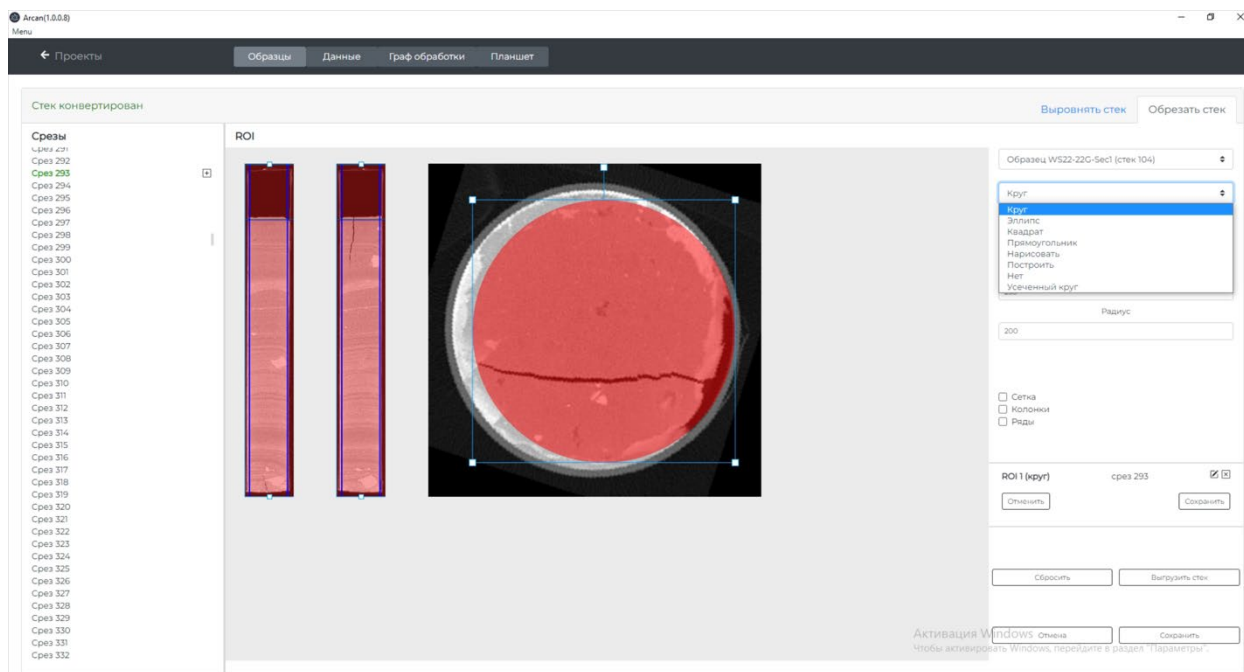 Arcan(1.0.0.8)
Menu
Проекты
Образцы
Данные
Граф обработки
Планшет
Стек конвертирован
Выровнять стек
Обрезать стек
Срезы
ROI
Срез 291
Срез 292
Срез 293
Срез 294
Срез 295
Срез 296
Срез 297
Срез 298
Срез 299
Срез 300
Срез 301
Срез 302
Срез 303
Срез 304
Срез 305
Срез 306
Срез 307
Срез 308
Срез 309
Срез 310
Срез 311
Срез 312
Срез 313
Срез 314
Срез 315
Срез 316
Срез 317
Срез 318
Срез 319
Срез 320
Срез 321
Срез 322
Срез 323
Срез 324
Срез 325
Срез 326
Срез 327
Срез 328
Срез 329
Срез 330
Срез 331
Срез 332
Образец WS22-22G-Sec1 (стек 104)
Круг
Круг
Эллипс
Квадрат
Прямоугольник
Нарисовать
Построить
Нет
Усеченный круг
Радиус
200
Сетка
Колонки
Ряды
ROI 1 (круг)
срез 293
Отменить
Сохранить
Сбросить
Выгрузить стек
Отмена
Сохранить
Активация Windows
Чтобы активировать Windows, перейдите в раздел "Параметры".